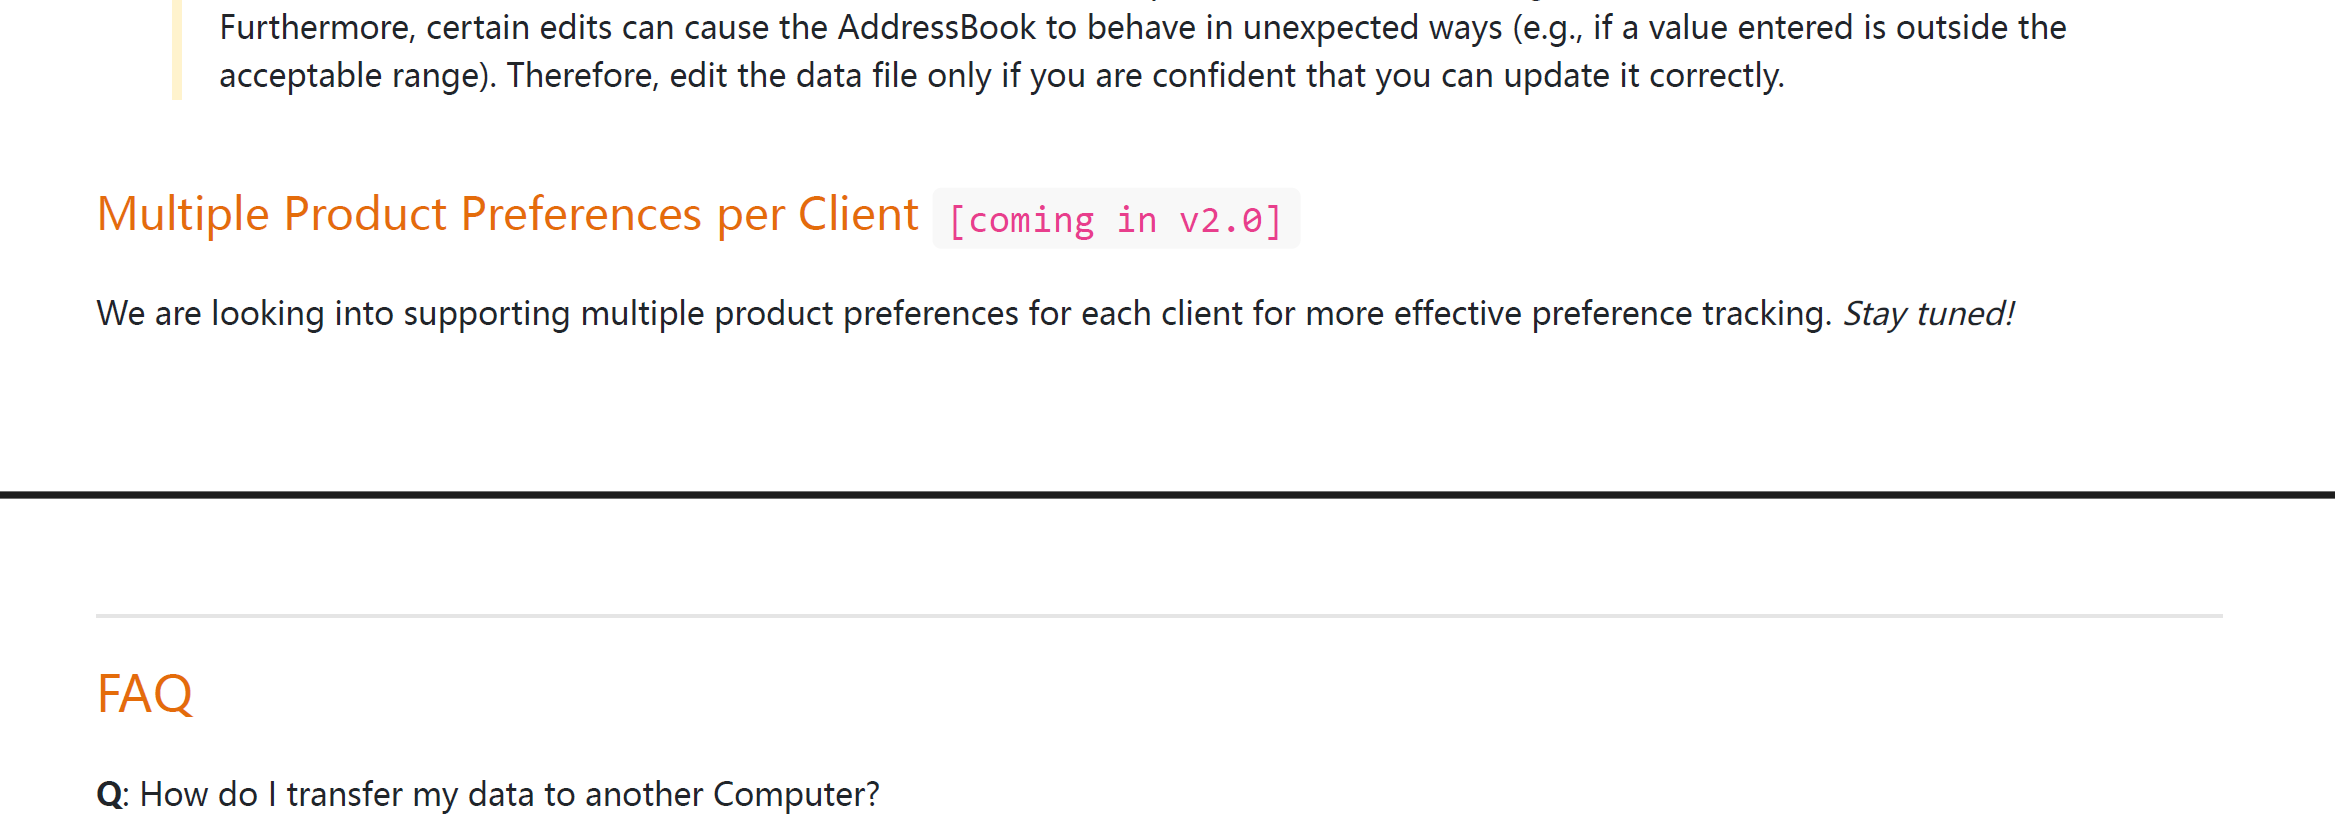 Furthermore, certain edits can cause the AddressBook to behave in unexpected ways (e.g., if a value entered is outside the
acceptable range). Therefore, edit the data file only if you are confident that you can update it correctly.
Multiple Product Preferences per Client [coming in v2.0]
We are looking into supporting multiple product preferences for each client for more effective preference tracking. Stay tuned!
FAQ
Q: How do I transfer my data to another Computer?